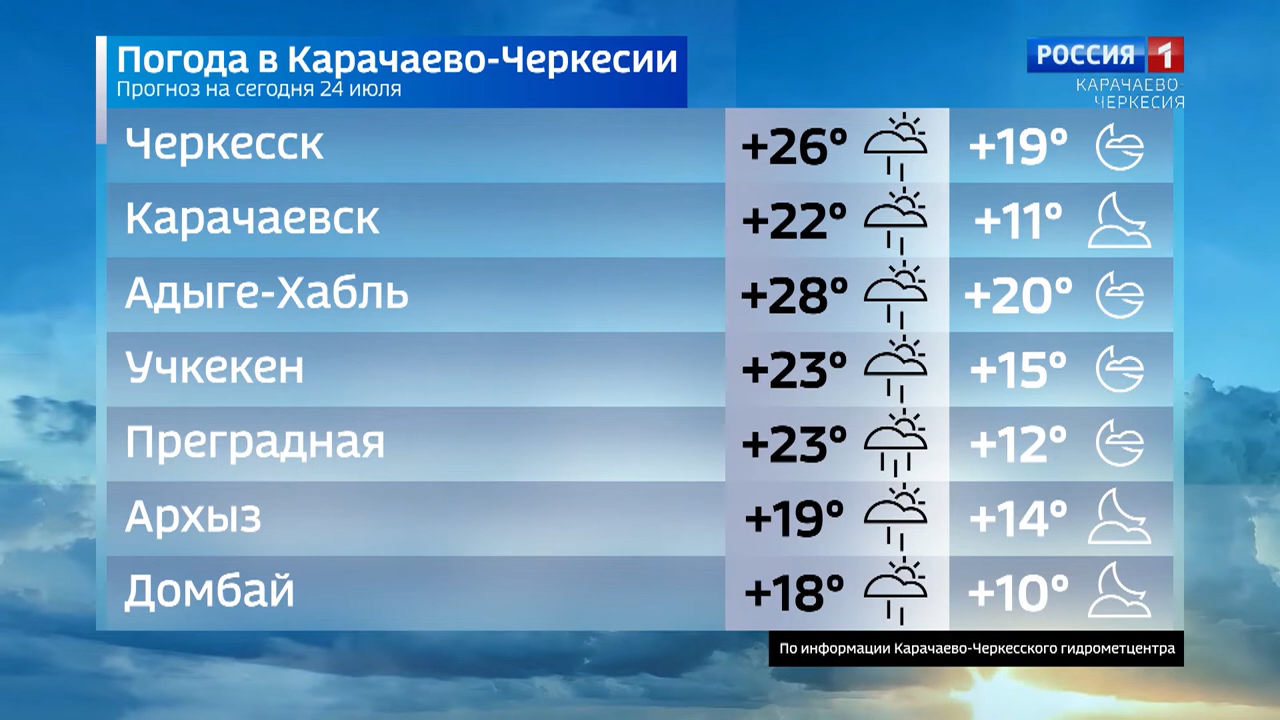 Погода в Карачаево-Черкесии
Прогноз на сегодня 24 июля
РОССИЯ 1
КАРАЧАЕВО-
ЧЕРКЕСИЯ
Черкесск +26° +19°
Карачаевск +22° +11°
Адыге-Хабль +28° +20°
Учкекен +23° +15°
Преградная +23° +12°
Архыз +19° +14°
Домбай +18° +10°
По информации Карачаево-Черкесского гидрометцентра